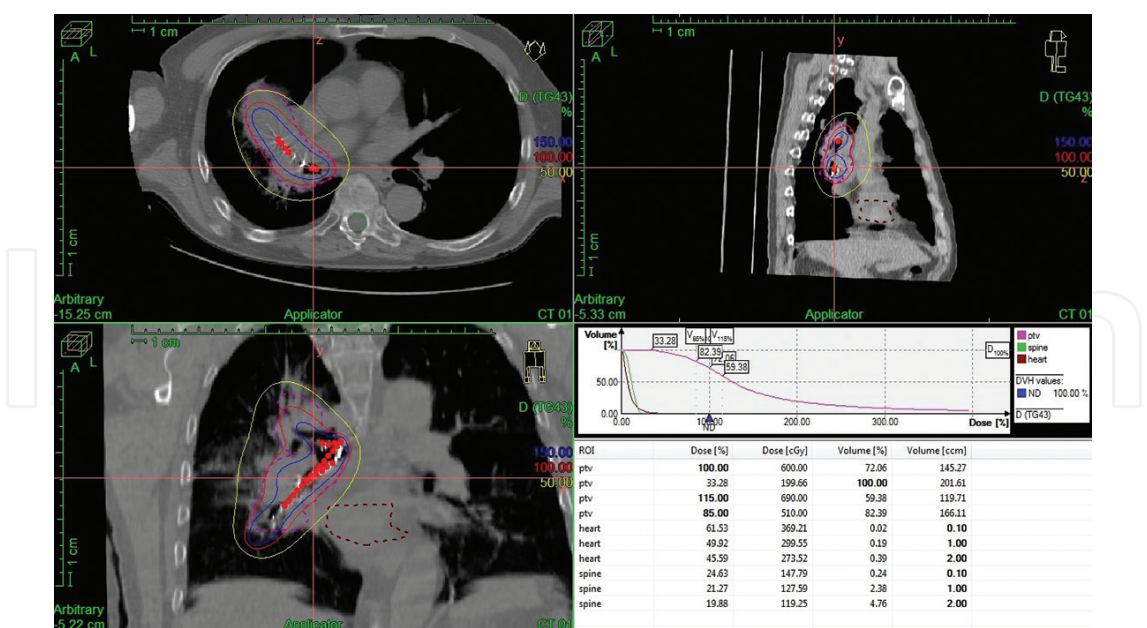 1 cm
A L
z
D (TG43)
%
150.00
100.00
50.00
x
1 cm
Arbitrary
-15.25 cm
Applicator
CT 01
1 cm
A L
y
D (TG43)
%
150.00
100.00
50.00
z
1 cm
Arbitrary
-5.33 cm
Applicator
CT 01
1 cm
A L
y
D (TG43)
%
150.00
100.00
50.00
1 cm
Arbitrary
-5.22 cm
Applicator
CT 01
Volume
[%]
33.28
V85%
V115%
82.39
72.06
59.38
D100%
50.00
0.00
0.00 100.00 200.00 300.00
ND
Dose [%]
ptv
spine
heart
DVH values:
ND 100.00 %
D (TG43)
ROI Dose [%] Dose [cGy] Volume [%] Volume [ccm]
ptv 100.00 600.00 72.06 145.27
ptv 33.28 199.66 100.00 201.61
ptv 115.00 690.00 59.38 119.71
ptv 85.00 510.00 82.39 166.11
heart 61.53 369.21 0.02 0.10
heart 49.92 299.55 0.19 1.00
heart 45.59 273.52 0.39 2.00
spine 24.63 147.79 0.24 0.10
spine 21.27 127.59 2.38 1.00
spine 19.88 119.25 4.76 2.00